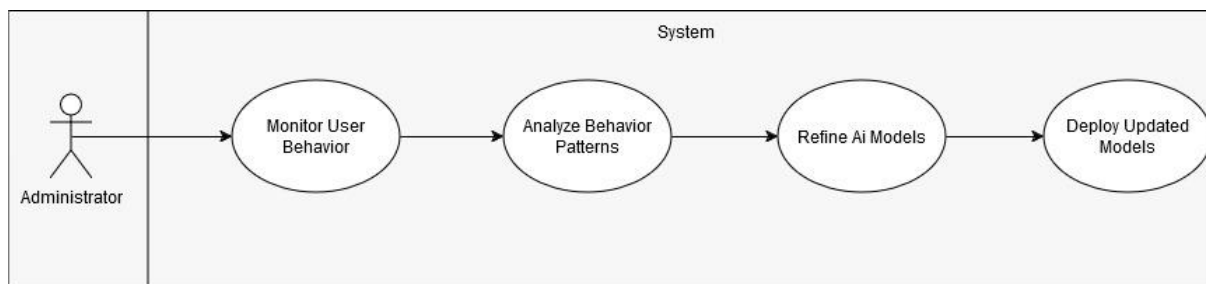 System
Monitor User
Behavior
Analyze Behavior
Patterns
Refine Ai Models
Deploy Updated
Models
Administrator